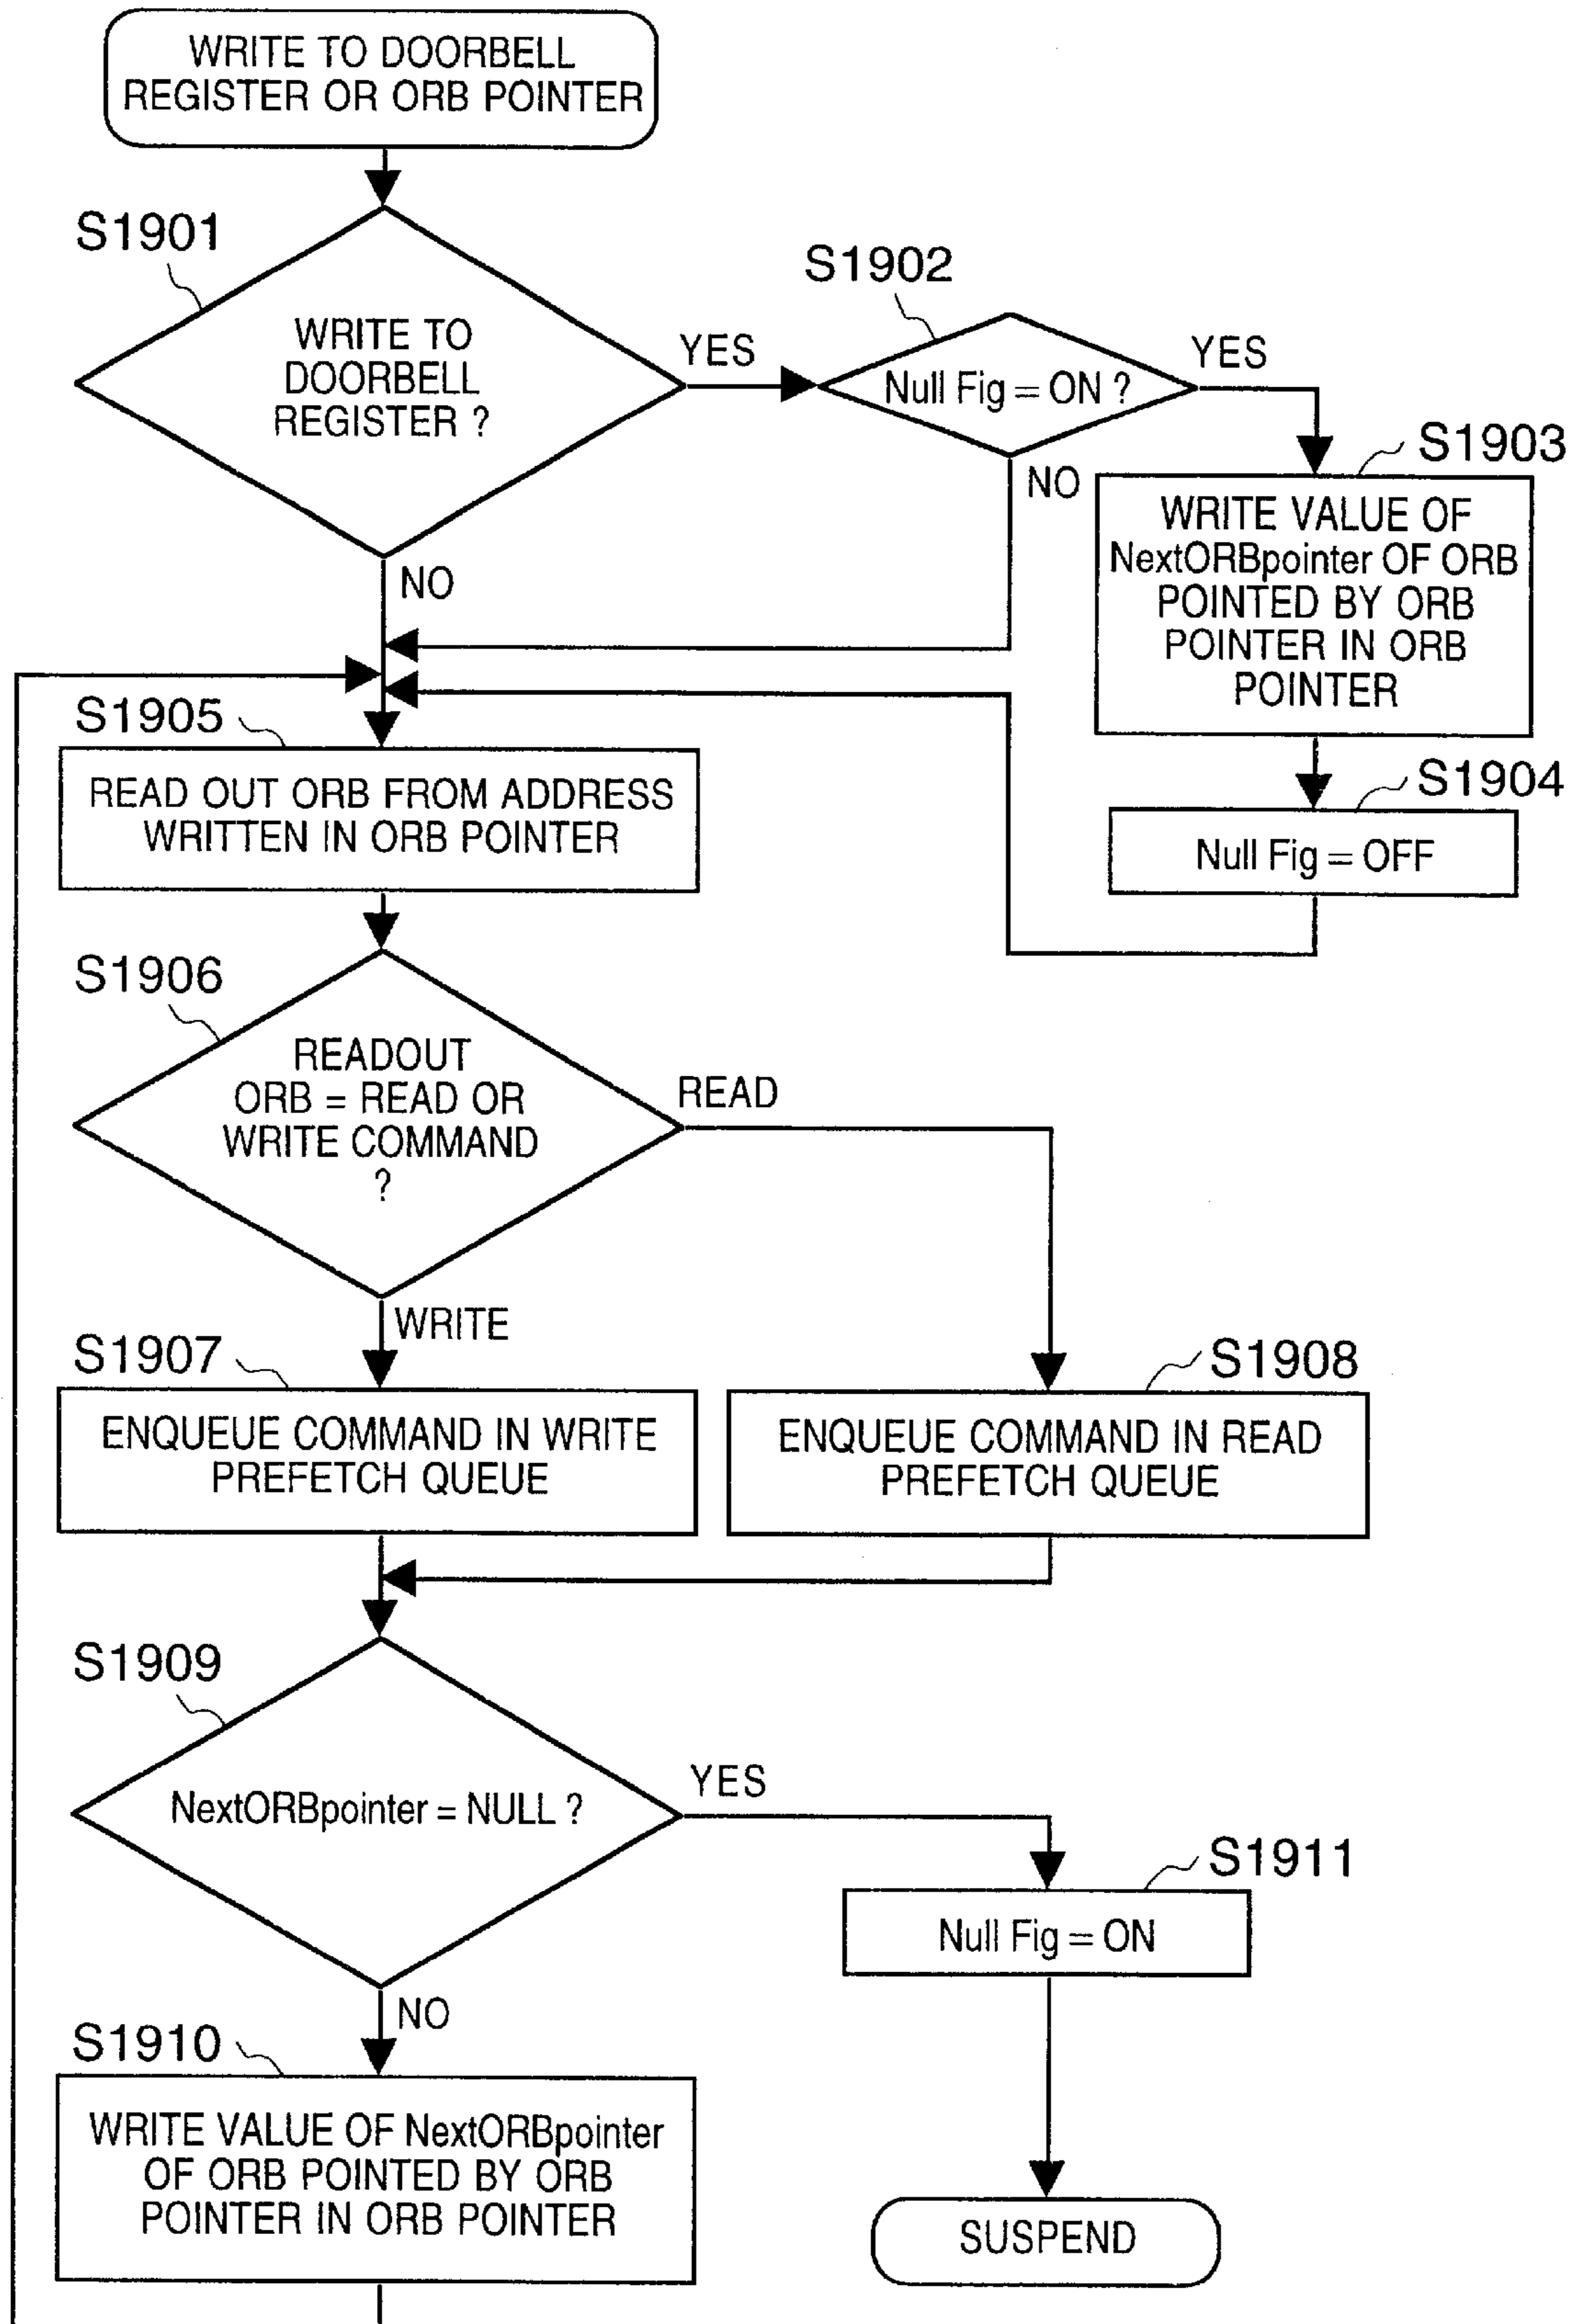 WRITE TO DOORBELL
REGISTER OR ORB POINTER
S1901
WRITE TO
DOORBELL
REGISTER ?
YES
NO
S1902
Null Fig = ON ?
YES
NO
S1903
WRITE VALUE OF
NextORBpointer OF ORB
POINTED BY ORB
POINTER IN ORB
POINTER
S1904
Null Fig = OFF
S1905
READ OUT ORB FROM ADDRESS
WRITTEN IN ORB POINTER
S1906
READOUT
ORB = READ OR
WRITE COMMAND
?
READ
WRITE
S1907
ENQUEUE COMMAND IN WRITE
PREFETCH QUEUE
S1908
ENQUEUE COMMAND IN READ
PREFETCH QUEUE
S1909
NextORBpointer = NULL ?
YES
NO
S1911
Null Fig = ON
S1910
WRITE VALUE OF NextORBpointer
OF ORB POINTED BY ORB
POINTER IN ORB POINTER
SUSPEND